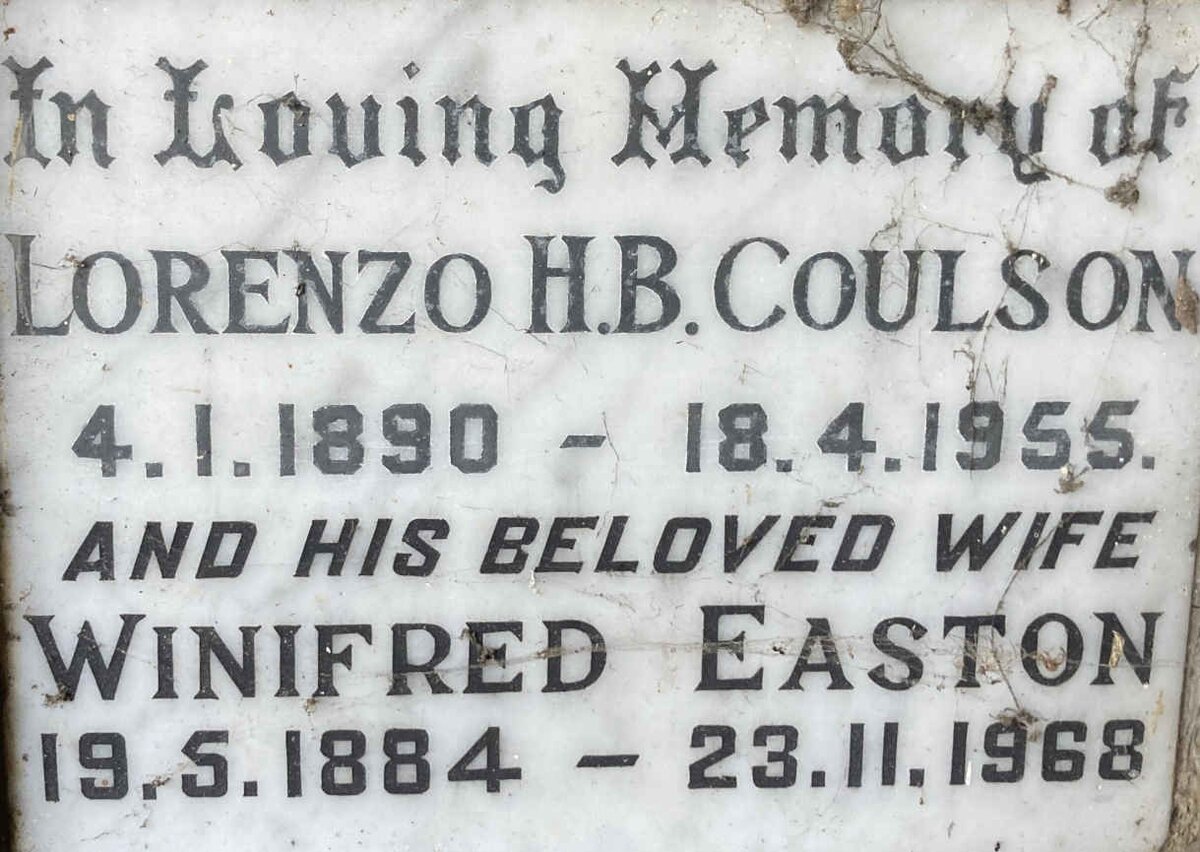 In Loving Memory of
LORENZO H.B. COULSON
4.1.1890 - 18.4.1955.
AND HIS BELOVED WIFE
WINIFRED EASTON
19.5.1884 - 23.11.1968